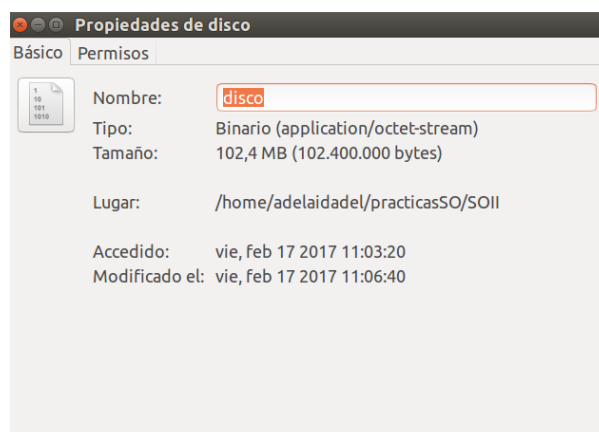 Propiedades de disco
Básico Permisos
1
10
101
1010
Nombre: disco
Tipo: Binario (application/octet-stream)
Tamaño: 102,4 MB (102.400.000 bytes)
Lugar: /home/adelaidadel/practicasSO/SOII
Accedido: vie, feb 17 2017 11:03:20
Modificado el: vie, feb 17 2017 11:06:40